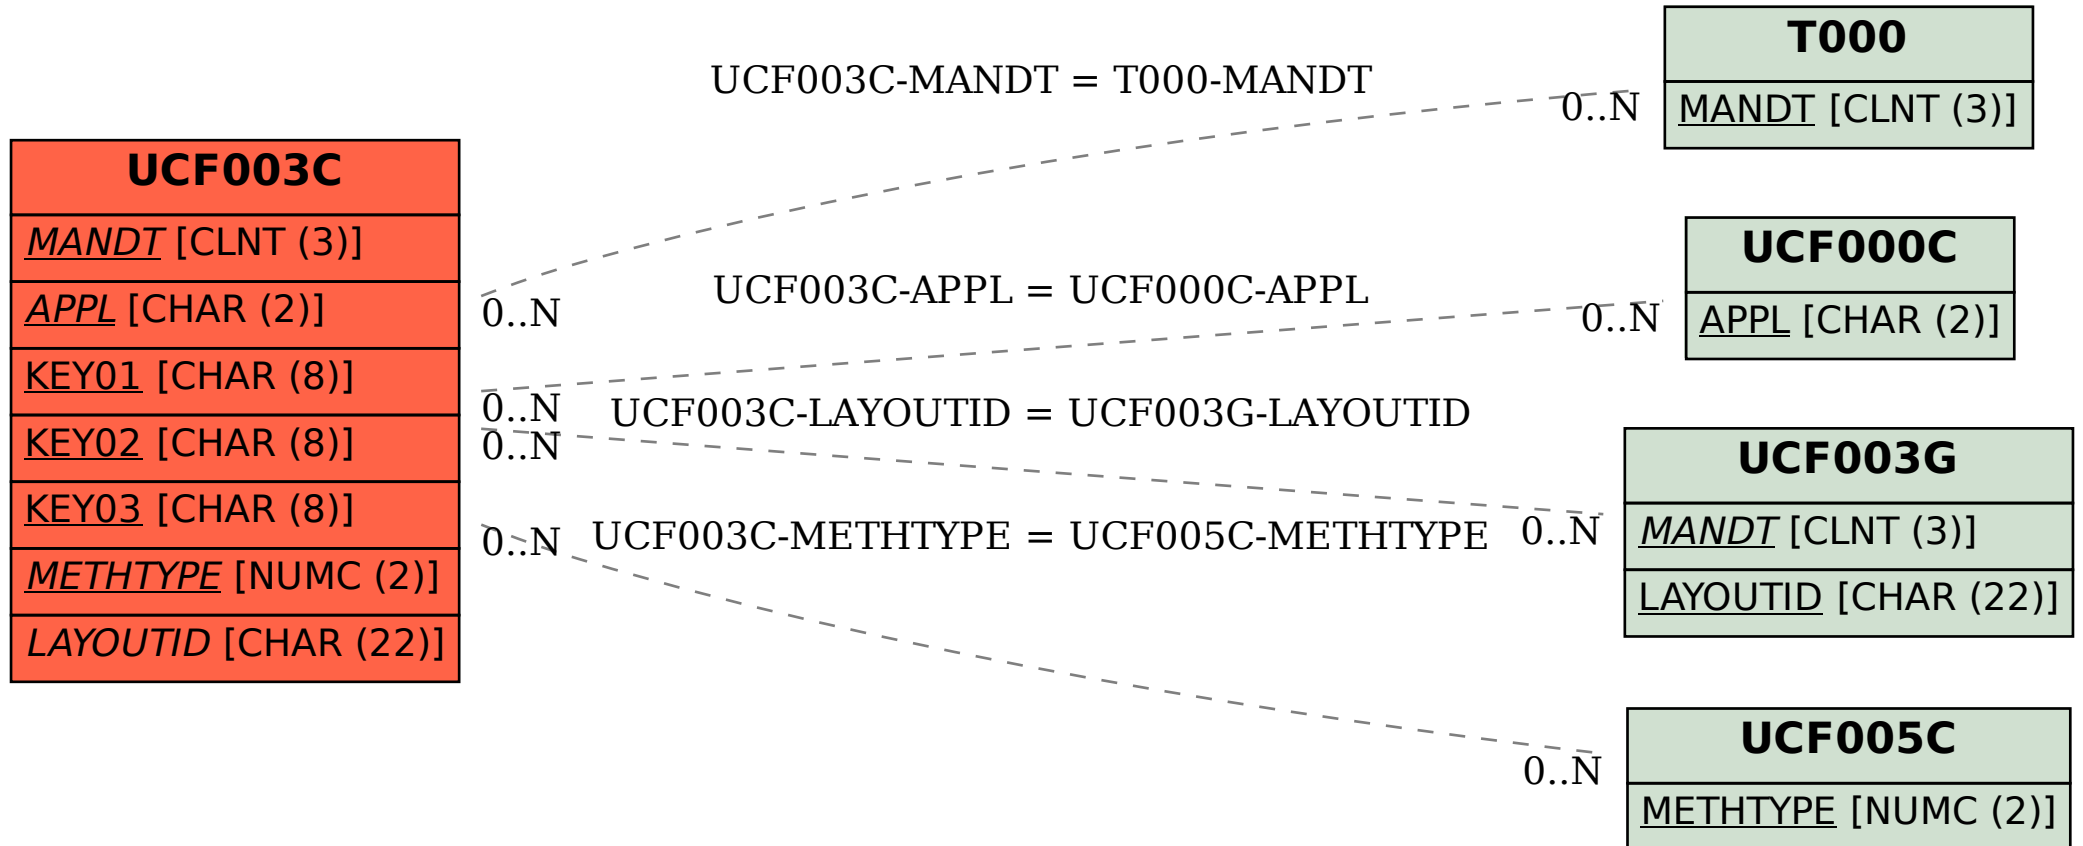 UCF003C
MANDT [CLNT (3)]
APPL [CHAR (2)]
KEY01 [CHAR (8)]
KEY02 [CHAR (8)]
KEY03 [CHAR (8)]
METHTYPE [NUMC (2)]
LAYOUTID [CHAR (22)]
UCF003C-MANDT = T000-MANDT
0..N
0..N
UCF003C-APPL = UCF000C-APPL
0..N
0..N
UCF003C-LAYOUTID = UCF003G-LAYOUTID
0..N
0..N
UCF003C-METHTYPE = UCF005C-METHTYPE
0..N
0..N
T000
MANDT [CLNT (3)]
UCF000C
APPL [CHAR (2)]
UCF003G
MANDT [CLNT (3)]
LAYOUTID [CHAR (22)]
UCF005C
METHTYPE [NUMC (2)]